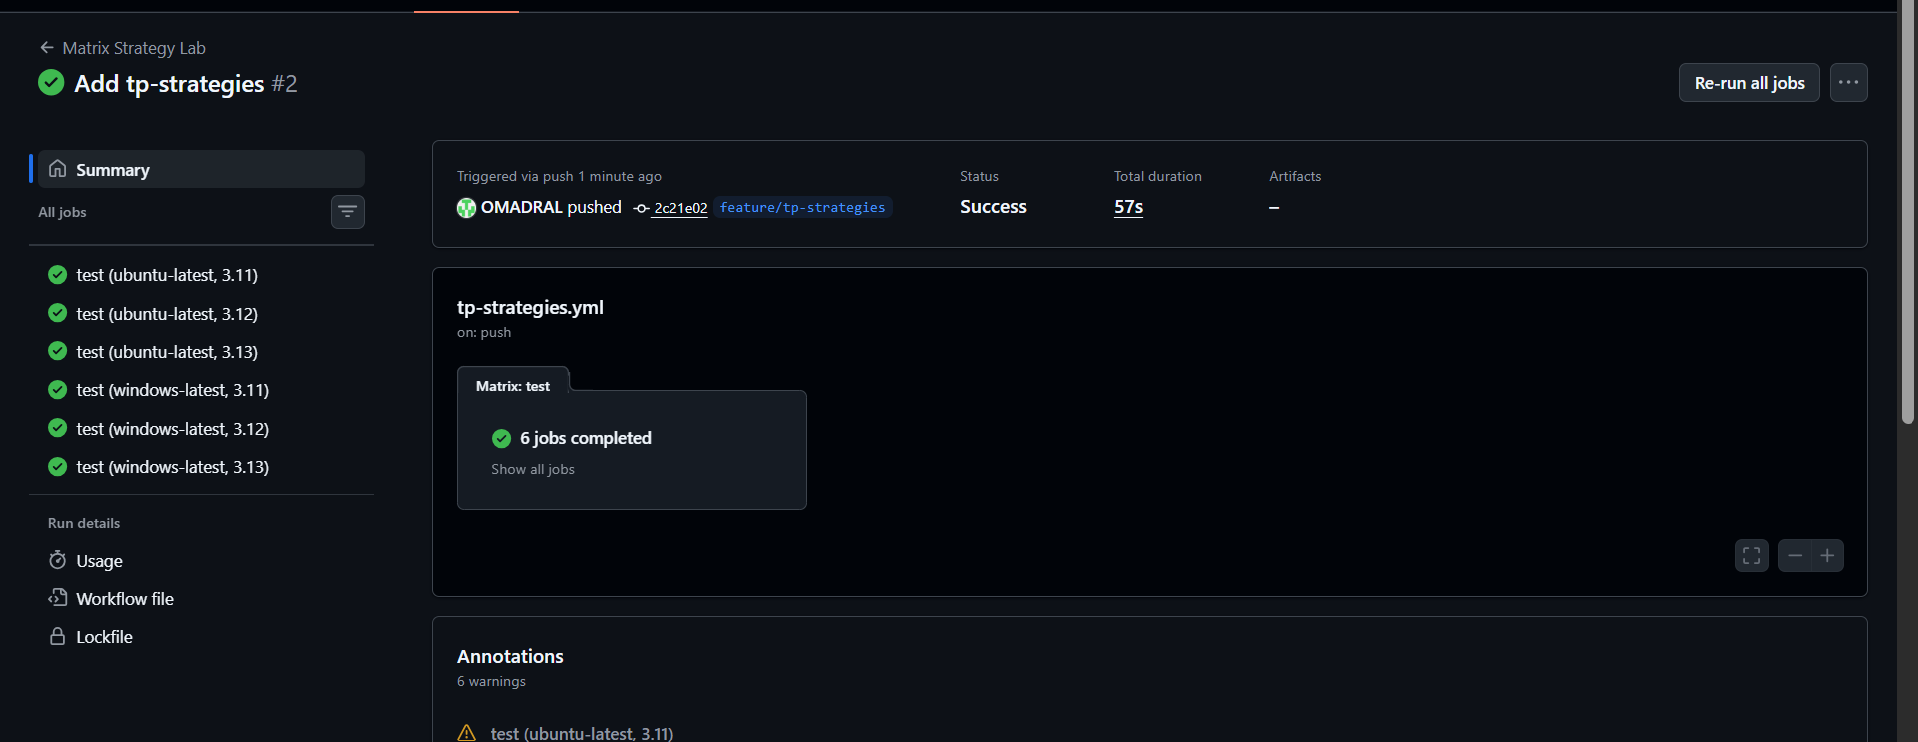 Matrix Strategy Lab
Add tp-strategies #2
Re-run all jobs
Summary
All jobs
test (ubuntu-latest, 3.11)
test (ubuntu-latest, 3.12)
test (ubuntu-latest, 3.13)
test (windows-latest, 3.11)
test (windows-latest, 3.12)
test (windows-latest, 3.13)
Run details
Usage
Workflow file
Lockfile
Triggered via push 1 minute ago
OMADRAL pushed 2c21e02 feature/tp-strategies
Status
Success
Total duration
57s
Artifacts
–
tp-strategies.yml
on: push
Matrix: test
6 jobs completed
Show all jobs
Annotations
6 warnings
test (ubuntu-latest, 3.11)